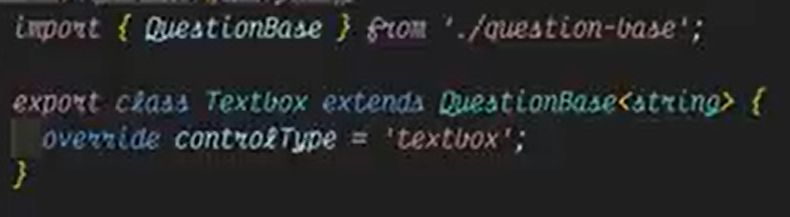 import { QuestionBase } from './question-base';
export class Textbox extends QuestionBase<string> {
override controlType = 'textbox';
}